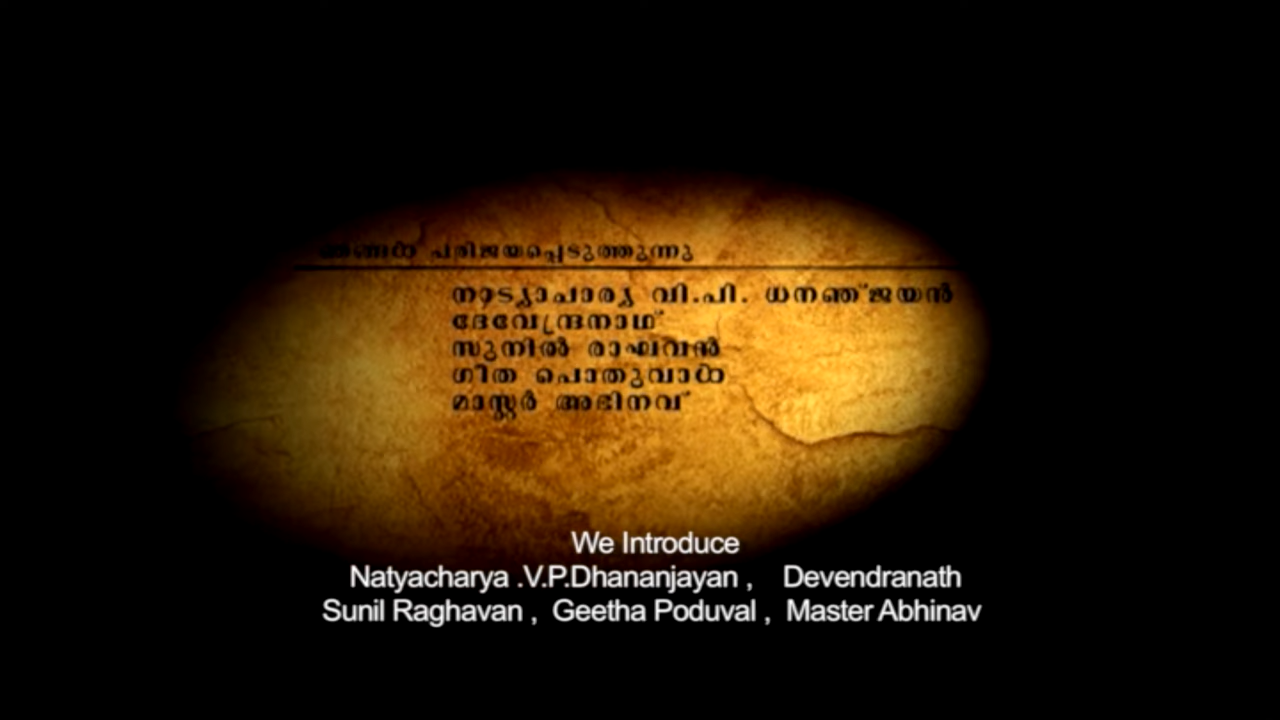 ഞങ്ങൾ പരിജയപ്പെടുത്തുന്നു
നാട്യാചാര്യ വി.പി. ധനഞ്ജയൻ
ദേവേന്ദ്രനാഥ്
സുനിൽ രാഘവൻ
ഗീത പൊതുവാൾ
മാസ്റ്റർ അഭിനവ്
We Introduce
Natyacharya .V.P.Dhananjayan , Devendranath
Sunil Raghavan , Geetha Poduval , Master Abhinav